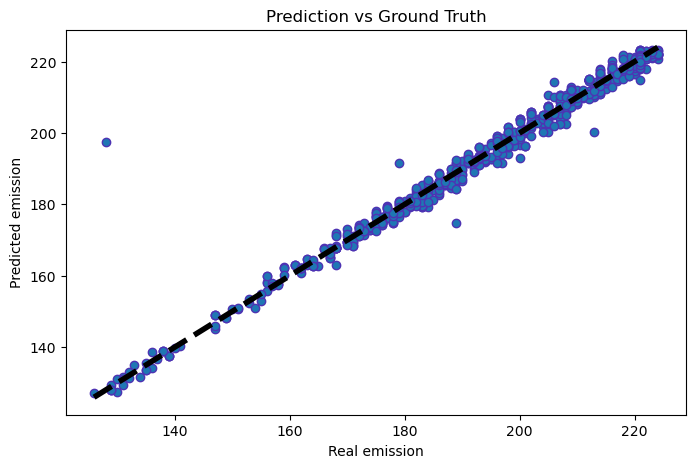 Prediction vs Ground Truth
220
200
180
160
140
Predicted emission
140 160 180 200 220
Real emission